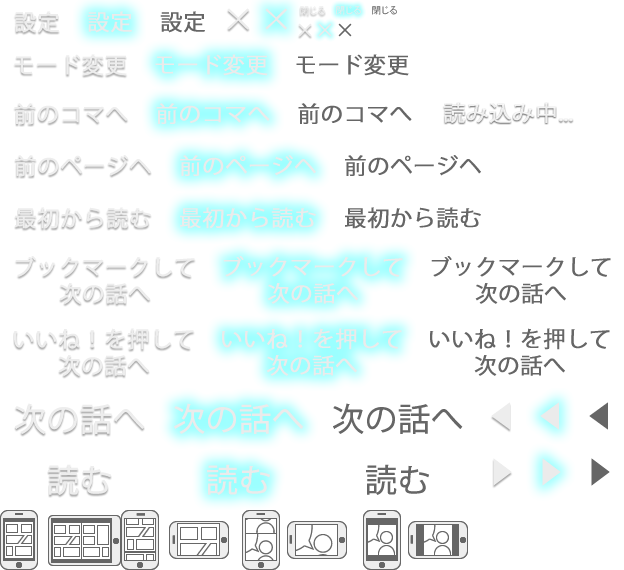 設定 設定 設定 閉じる 閉じる 閉じる
モード変更 モード変更 モード変更
前のコマへ 前のコマへ 前のコマへ 読み込み中...
前のページへ 前のページへ 前のページへ
最初から読む 最初から読む 最初から読む
ブックマークして ブックマークして ブックマークして
次の話へ 次の話へ 次の話へ
いいね！を押して いいね！を押して いいね！を押して
次の話へ 次の話へ 次の話へ
次の話へ 次の話へ 次の話へ
読む 読む 読む